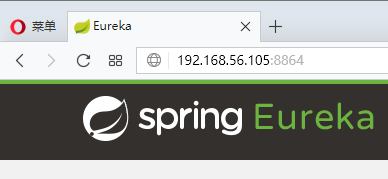 菜单 Eureka
192.168.56.105:8864
spring Eureka